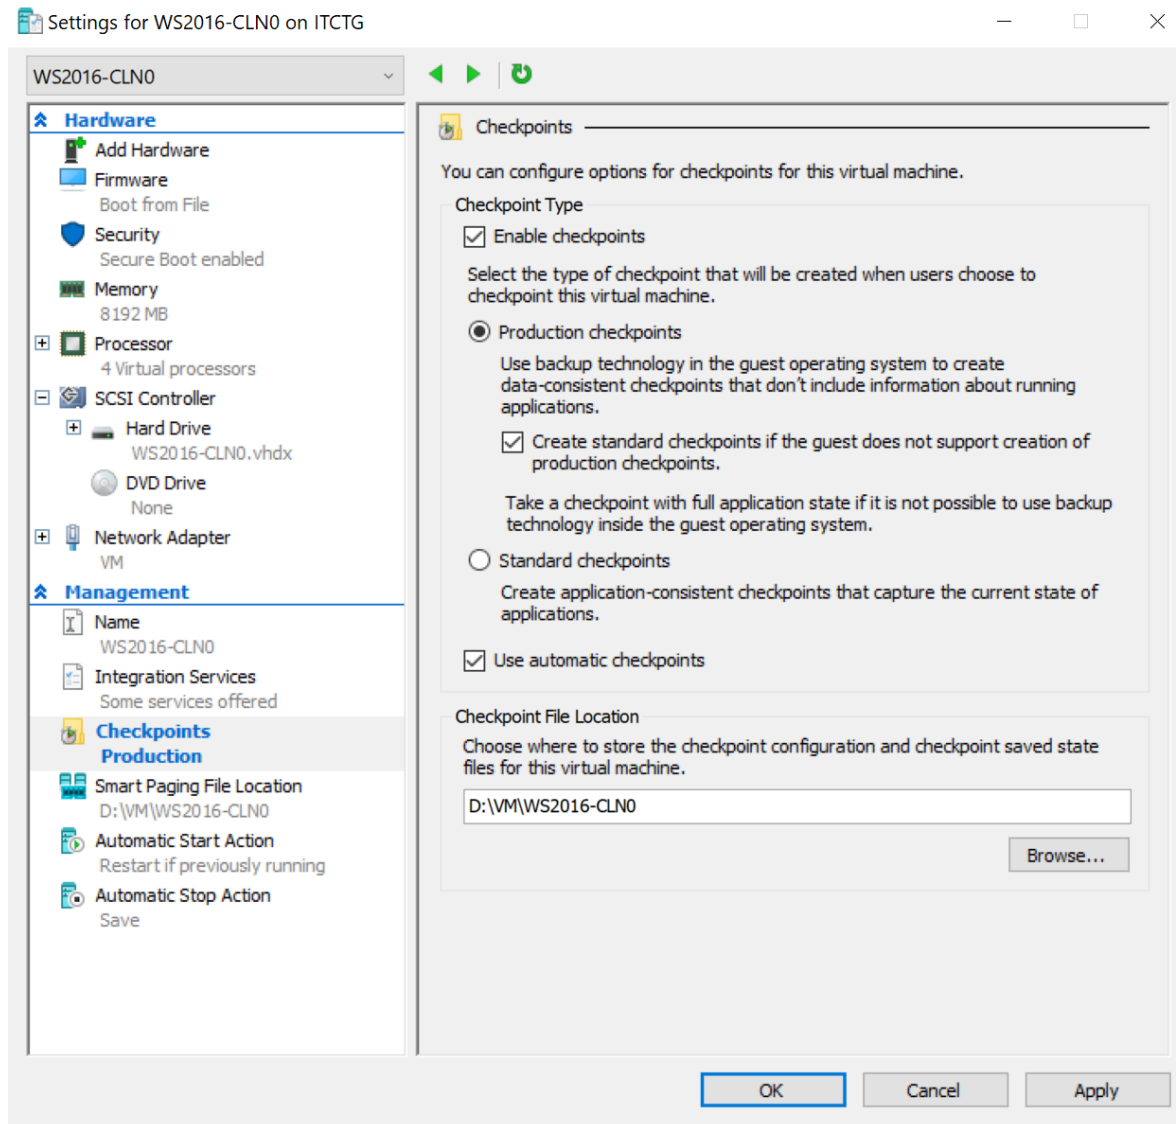 Settings for WS2016-CLN0 on ITCTG
WS2016-CLN0
Hardware
Add Hardware
Firmware
Boot from File
Security
Secure Boot enabled
Memory
8192 MB
Processor
4 Virtual processors
SCSI Controller
Hard Drive
WS2016-CLN0.vhdx
DVD Drive
None
Network Adapter
VM
Management
Name
WS2016-CLN0
Integration Services
Some services offered
Checkpoints
Production
Smart Paging File Location
D:\VM\WS2016-CLN0
Automatic Start Action
Restart if previously running
Automatic Stop Action
Save
Checkpoints
You can configure options for checkpoints for this virtual machine.
Checkpoint Type
Enable checkpoints
Select the type of checkpoint that will be created when users choose to
checkpoint this virtual machine.
Production checkpoints
Use backup technology in the guest operating system to create
data-consistent checkpoints that don't include information about running
applications.
Create standard checkpoints if the guest does not support creation of
production checkpoints.
Take a checkpoint with full application state if it is not possible to use backup
technology inside the guest operating system.
Standard checkpoints
Create application-consistent checkpoints that capture the current state of
applications.
Use automatic checkpoints
Checkpoint File Location
Choose where to store the checkpoint configuration and checkpoint saved state
files for this virtual machine.
D:\VM\WS2016-CLN0
Browse...
OK
Cancel
Apply